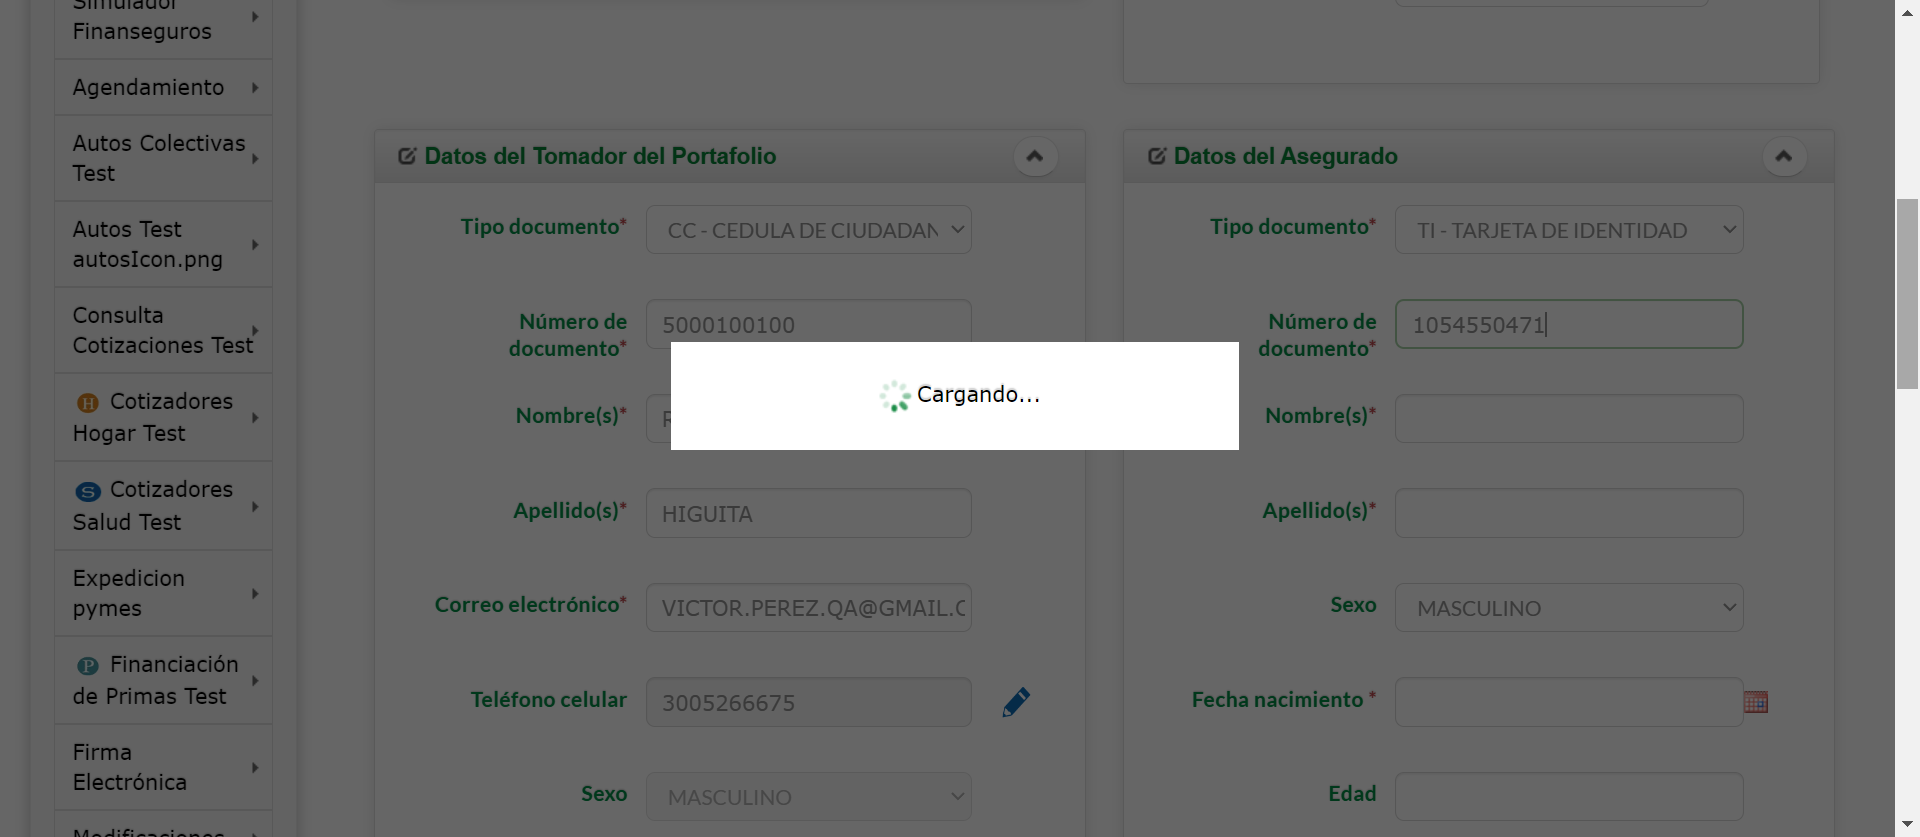 Simulador
Finanseguros
Agendamiento
Autos Colectivas
Test
Autos Test
autosIcon.png
Consulta
Cotizaciones Test
H Cotizadores
Hogar Test
S Cotizadores
Salud Test
Expedicion
pymes
P Financiación
de Primas Test
Firma
Electrónica
Modificaciones
Datos del Tomador del Portafolio
Tipo documento*
CC - CEDULA DE CIUDADAN
Número de
documento*
5000100100
Nombre(s)*
Apellido(s)*
HIGUITA
Correo electrónico*
VICTOR.PEREZ.QA@GMAIL.C
Teléfono celular
3005266675
Sexo
MASCULINO
Cargando...
Datos del Asegurado
Tipo documento*
TI - TARJETA DE IDENTIDAD
Número de
documento*
1054550471
Nombre(s)*
Apellido(s)*
Sexo
MASCULINO
Fecha nacimiento *
Edad